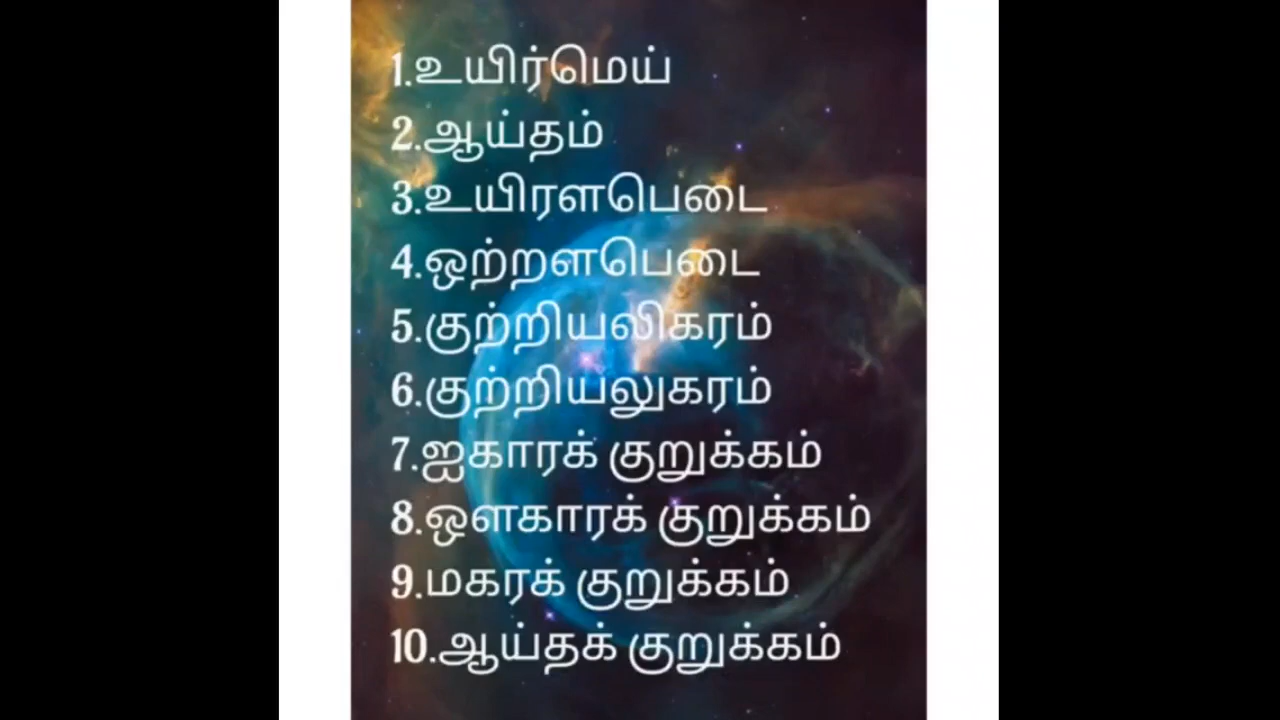 1.உயிர்மெய்
2.ஆய்தம்
3.உயிரளபெடை
4.ஒற்றளபெடை
5.குற்றியலிகரம்
6.குற்றியலுகரம்
7.ஐகாரக் குறுக்கம்
8.ஔகாரக் குறுக்கம்
9.மகரக் குறுக்கம்
10.ஆய்தக் குறுக்கம்